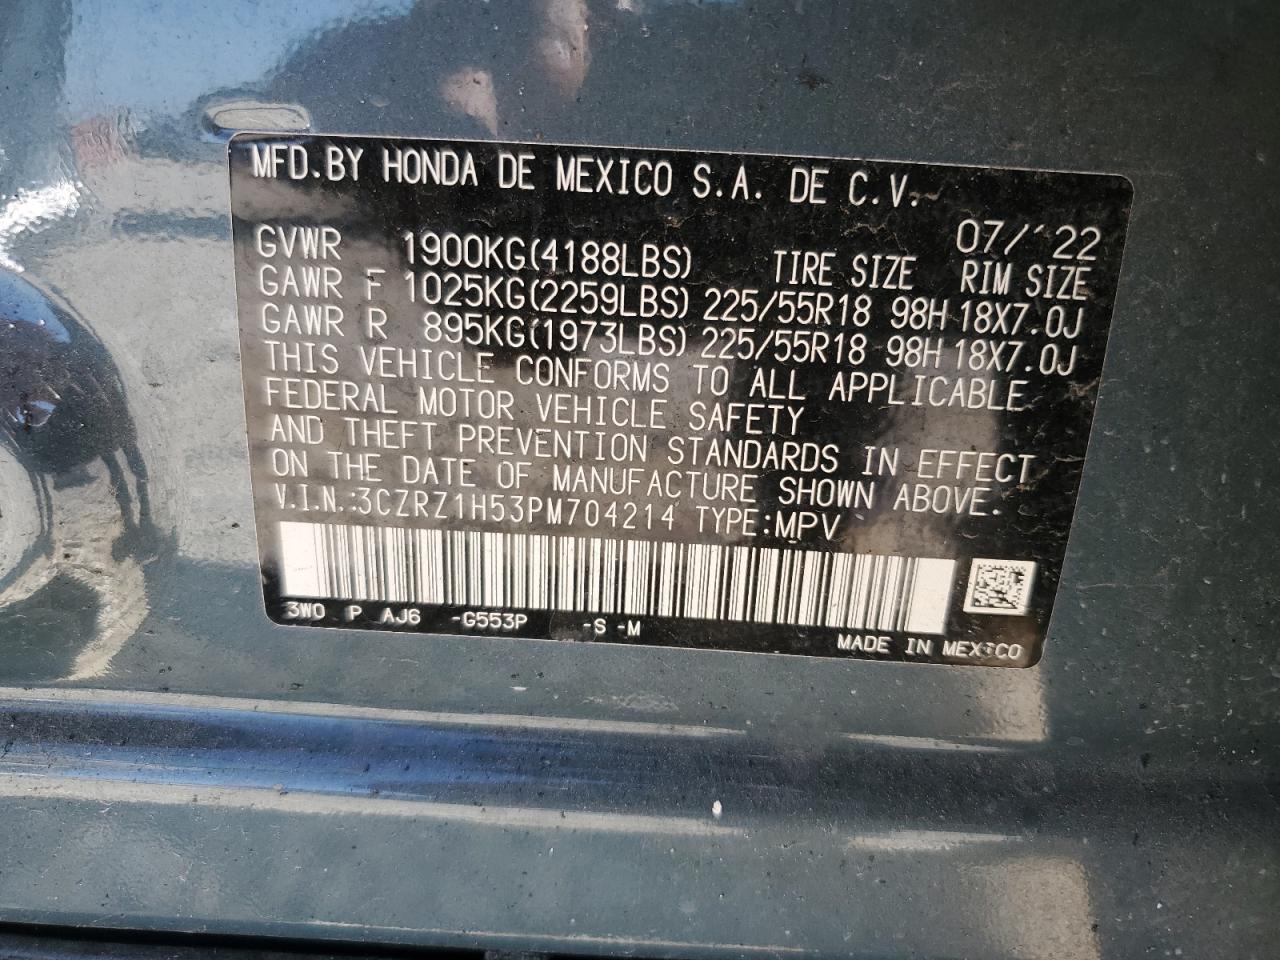 MFD.BY HONDA DE MEXICO S.A. DE C.V.
07/'22
GVWR 1900KG(4188LBS) TIRE SIZE RIM SIZE
GAWR F 1025KG(2259LBS) 225/55R18 98H 18X7.0J
GAWR R 895KG(1973LBS) 225/55R18 98H 18X7.0J
THIS VEHICLE CONFORMS TO ALL APPLICABLE
FEDERAL MOTOR VEHICLE SAFETY
AND THEFT PREVENTION STANDARDS IN EFFECT
ON THE DATE OF MANUFACTURE SHOWN ABOVE.
V.I.N.:3CZRZ1H53PM704214 TYPE:MPV
3WO P AJ6 -G553P -S -M
MADE IN MEXICO